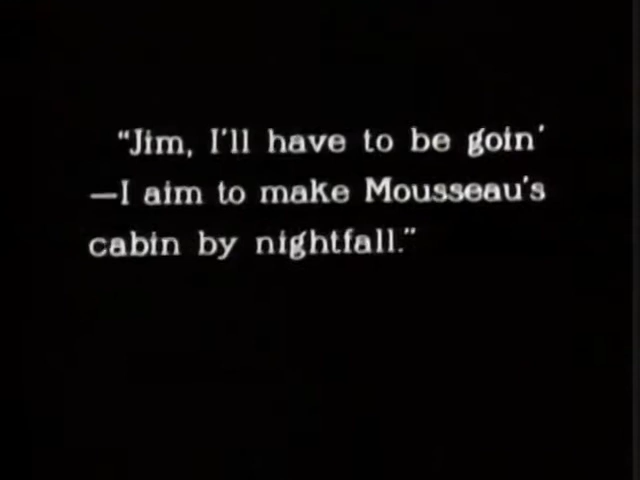 "Jim, I'll have to be goin'
—I aim to make Mousseau's
cabin by nightfall."